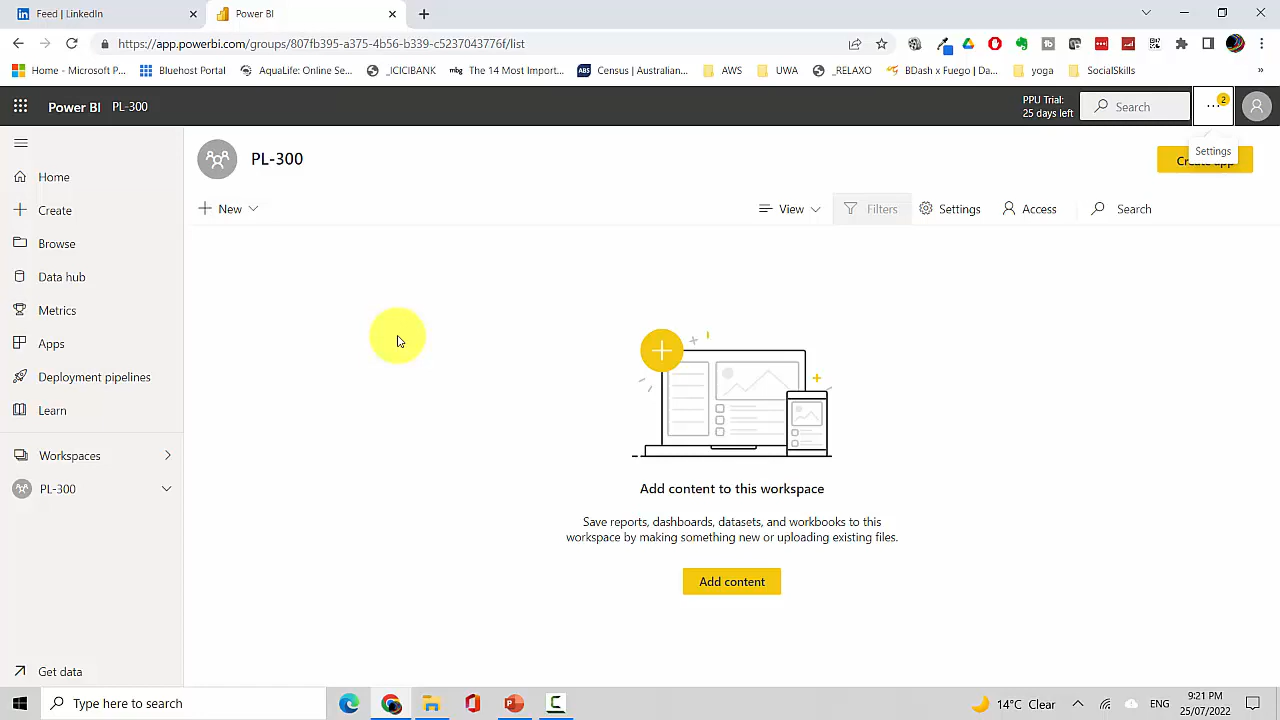 Feed | LinkedIn
Power BI
https://app.powerbi.com/groups/807fb395-a375-4b56-b339-c5237043776f/list
Home - Microsoft P...
Bluehost Portal
AquaLife: Online Se...
_ICICIBANK
mbg The 14 Most Import...
ABS Census | Australian...
AWS
UWA
_RELAXO
BDash x Fuego | Da...
yoga
SocialSkills
»
Power BI PL-300
PPU Trial:
25 days left
Search
2
Settings
PL-300
New
View
Filters
Settings
Access
Search
Home
Create
Browse
Data hub
Metrics
Apps
Deployment pipelines
Learn
Workspaces
PL-300
Get data
Add content to this workspace
Save reports, dashboards, datasets, and workbooks to this
workspace by making something new or uploading existing files.
Add content
Type here to search
14°C Clear
ENG
9:21 PM
25/07/2022